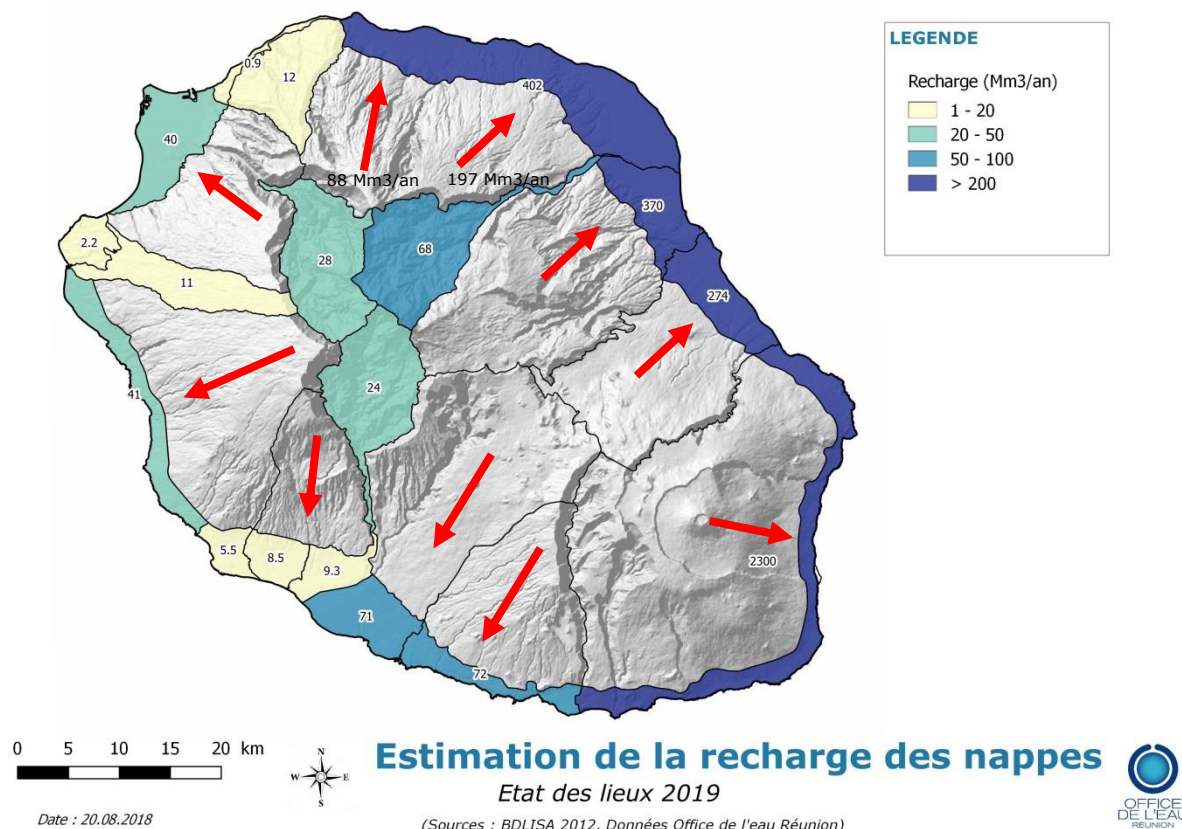 LEGENDE
Recharge (Mm3/an)
1 - 20
20 - 50
50 - 100
> 200
0.9
12
402
40
88 Mm3/an
197 Mm3/an
370
2.2
68
28
11
274
24
41
5.5
8.5
9.3
2300
71
72
0 5 10 15 20 km
N
W E
S
Estimation de la recharge des nappes
Etat des lieux 2019
Date : 20.08.2018
(Sources : BDLISA 2012, Données Office de l'eau Réunion)
OFFICE
DE L'EAU
REUNION